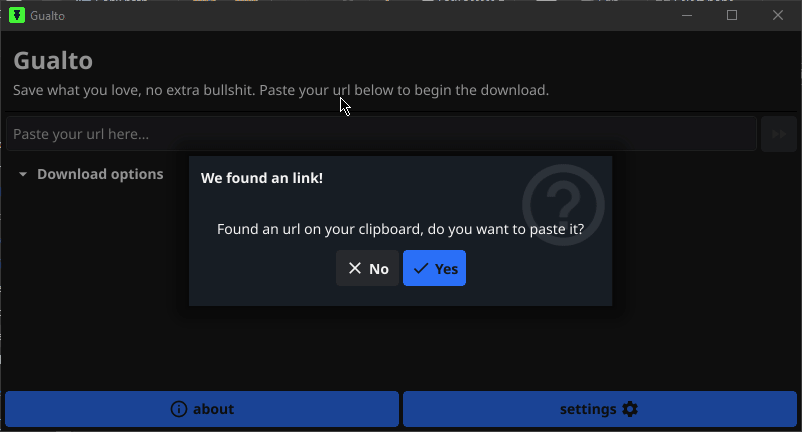 Gualto
Gualto
Save what you love, no extra bullshit. Paste your url below to begin the download.
Paste your url here...
Download options
We found an link!
Found an url on your clipboard, do you want to paste it?
No
Yes
about
settings